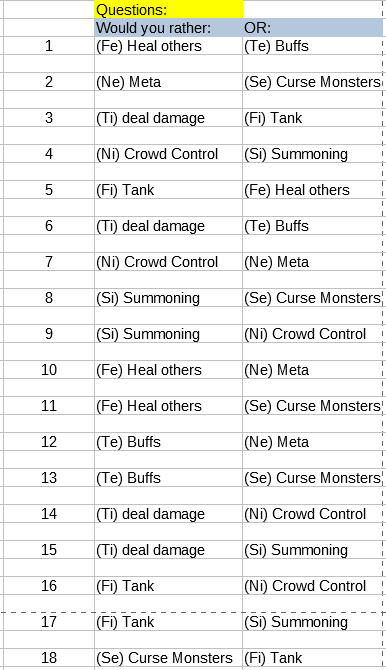 Questions:
Would you rather: OR:
1 (Fe) Heal others (Te) Buffs
2 (Ne) Meta (Se) Curse Monsters
3 (Ti) deal damage (Fi) Tank
4 (Ni) Crowd Control (Si) Summoning
5 (Fi) Tank (Fe) Heal others
6 (Ti) deal damage (Te) Buffs
7 (Ni) Crowd Control (Ne) Meta
8 (Si) Summoning (Se) Curse Monsters
9 (Si) Summoning (Ni) Crowd Control
10 (Fe) Heal others (Ne) Meta
11 (Fe) Heal others (Se) Curse Monsters
12 (Te) Buffs (Ne) Meta
13 (Te) Buffs (Se) Curse Monsters
14 (Ti) deal damage (Ni) Crowd Control
15 (Ti) deal damage (Si) Summoning
16 (Fi) Tank (Ni) Crowd Control
17 (Fi) Tank (Si) Summoning
18 (Se) Curse Monsters (Fi) Tank